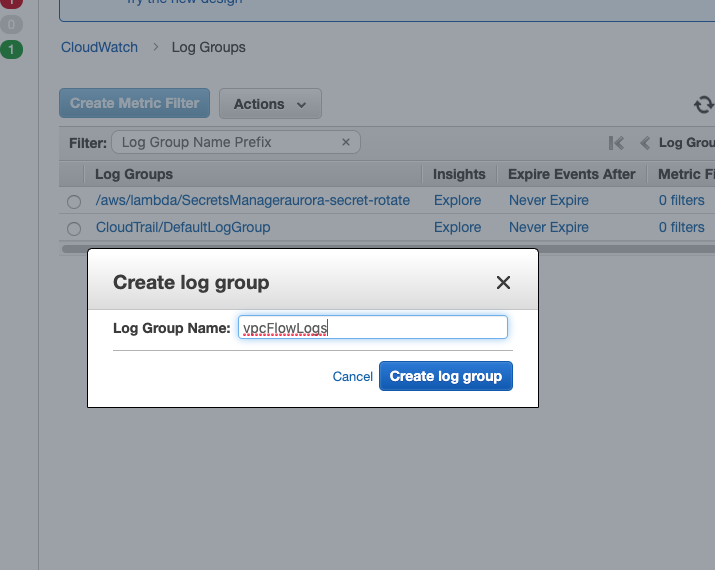 1
Try the new design
0
CloudWatch > Log Groups
1
Create Metric Filter Actions
Filter: Log Group Name Prefix × Log
Log Groups Insights Expire Events After Metric
/aws/lambda/SecretsManageraurora-secret-rotate Explore Never Expire 0 filters
CloudTrail/DefaultLogGroup Explore Never Expire 0 filters
Create log group
Log Group Name: vpcFlowLogs
Cancel Create log group